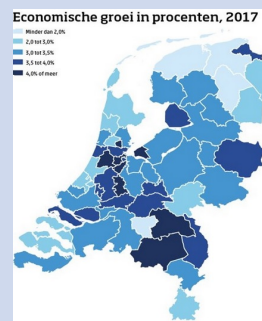 Economische groei in procenten, 2017
Minder dan 2,0%
2,0 tot 3,0%
3,0 tot 3,5%
3,5 tot 4,0%
4,0% of meer